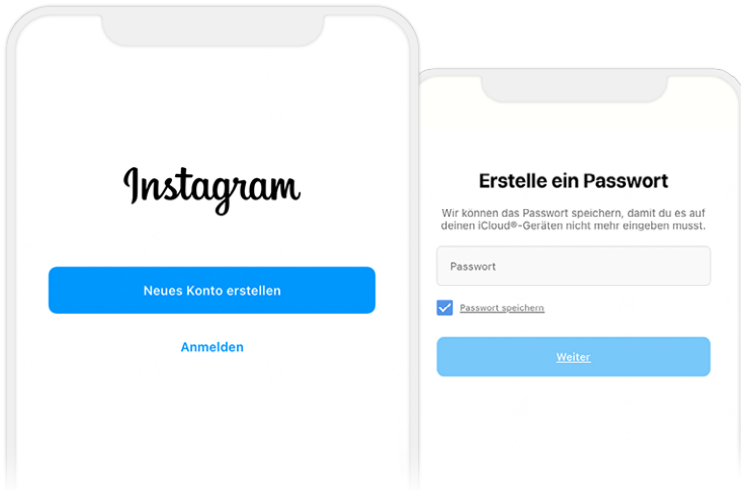 Instagram
Neues Konto erstellen
Anmelden
Erstelle ein Passwort
Wir können das Passwort speichern, damit du es auf
deinen iCloud®-Geräten nicht mehr eingeben musst.
Passwort
Passwort speichern
Weiter